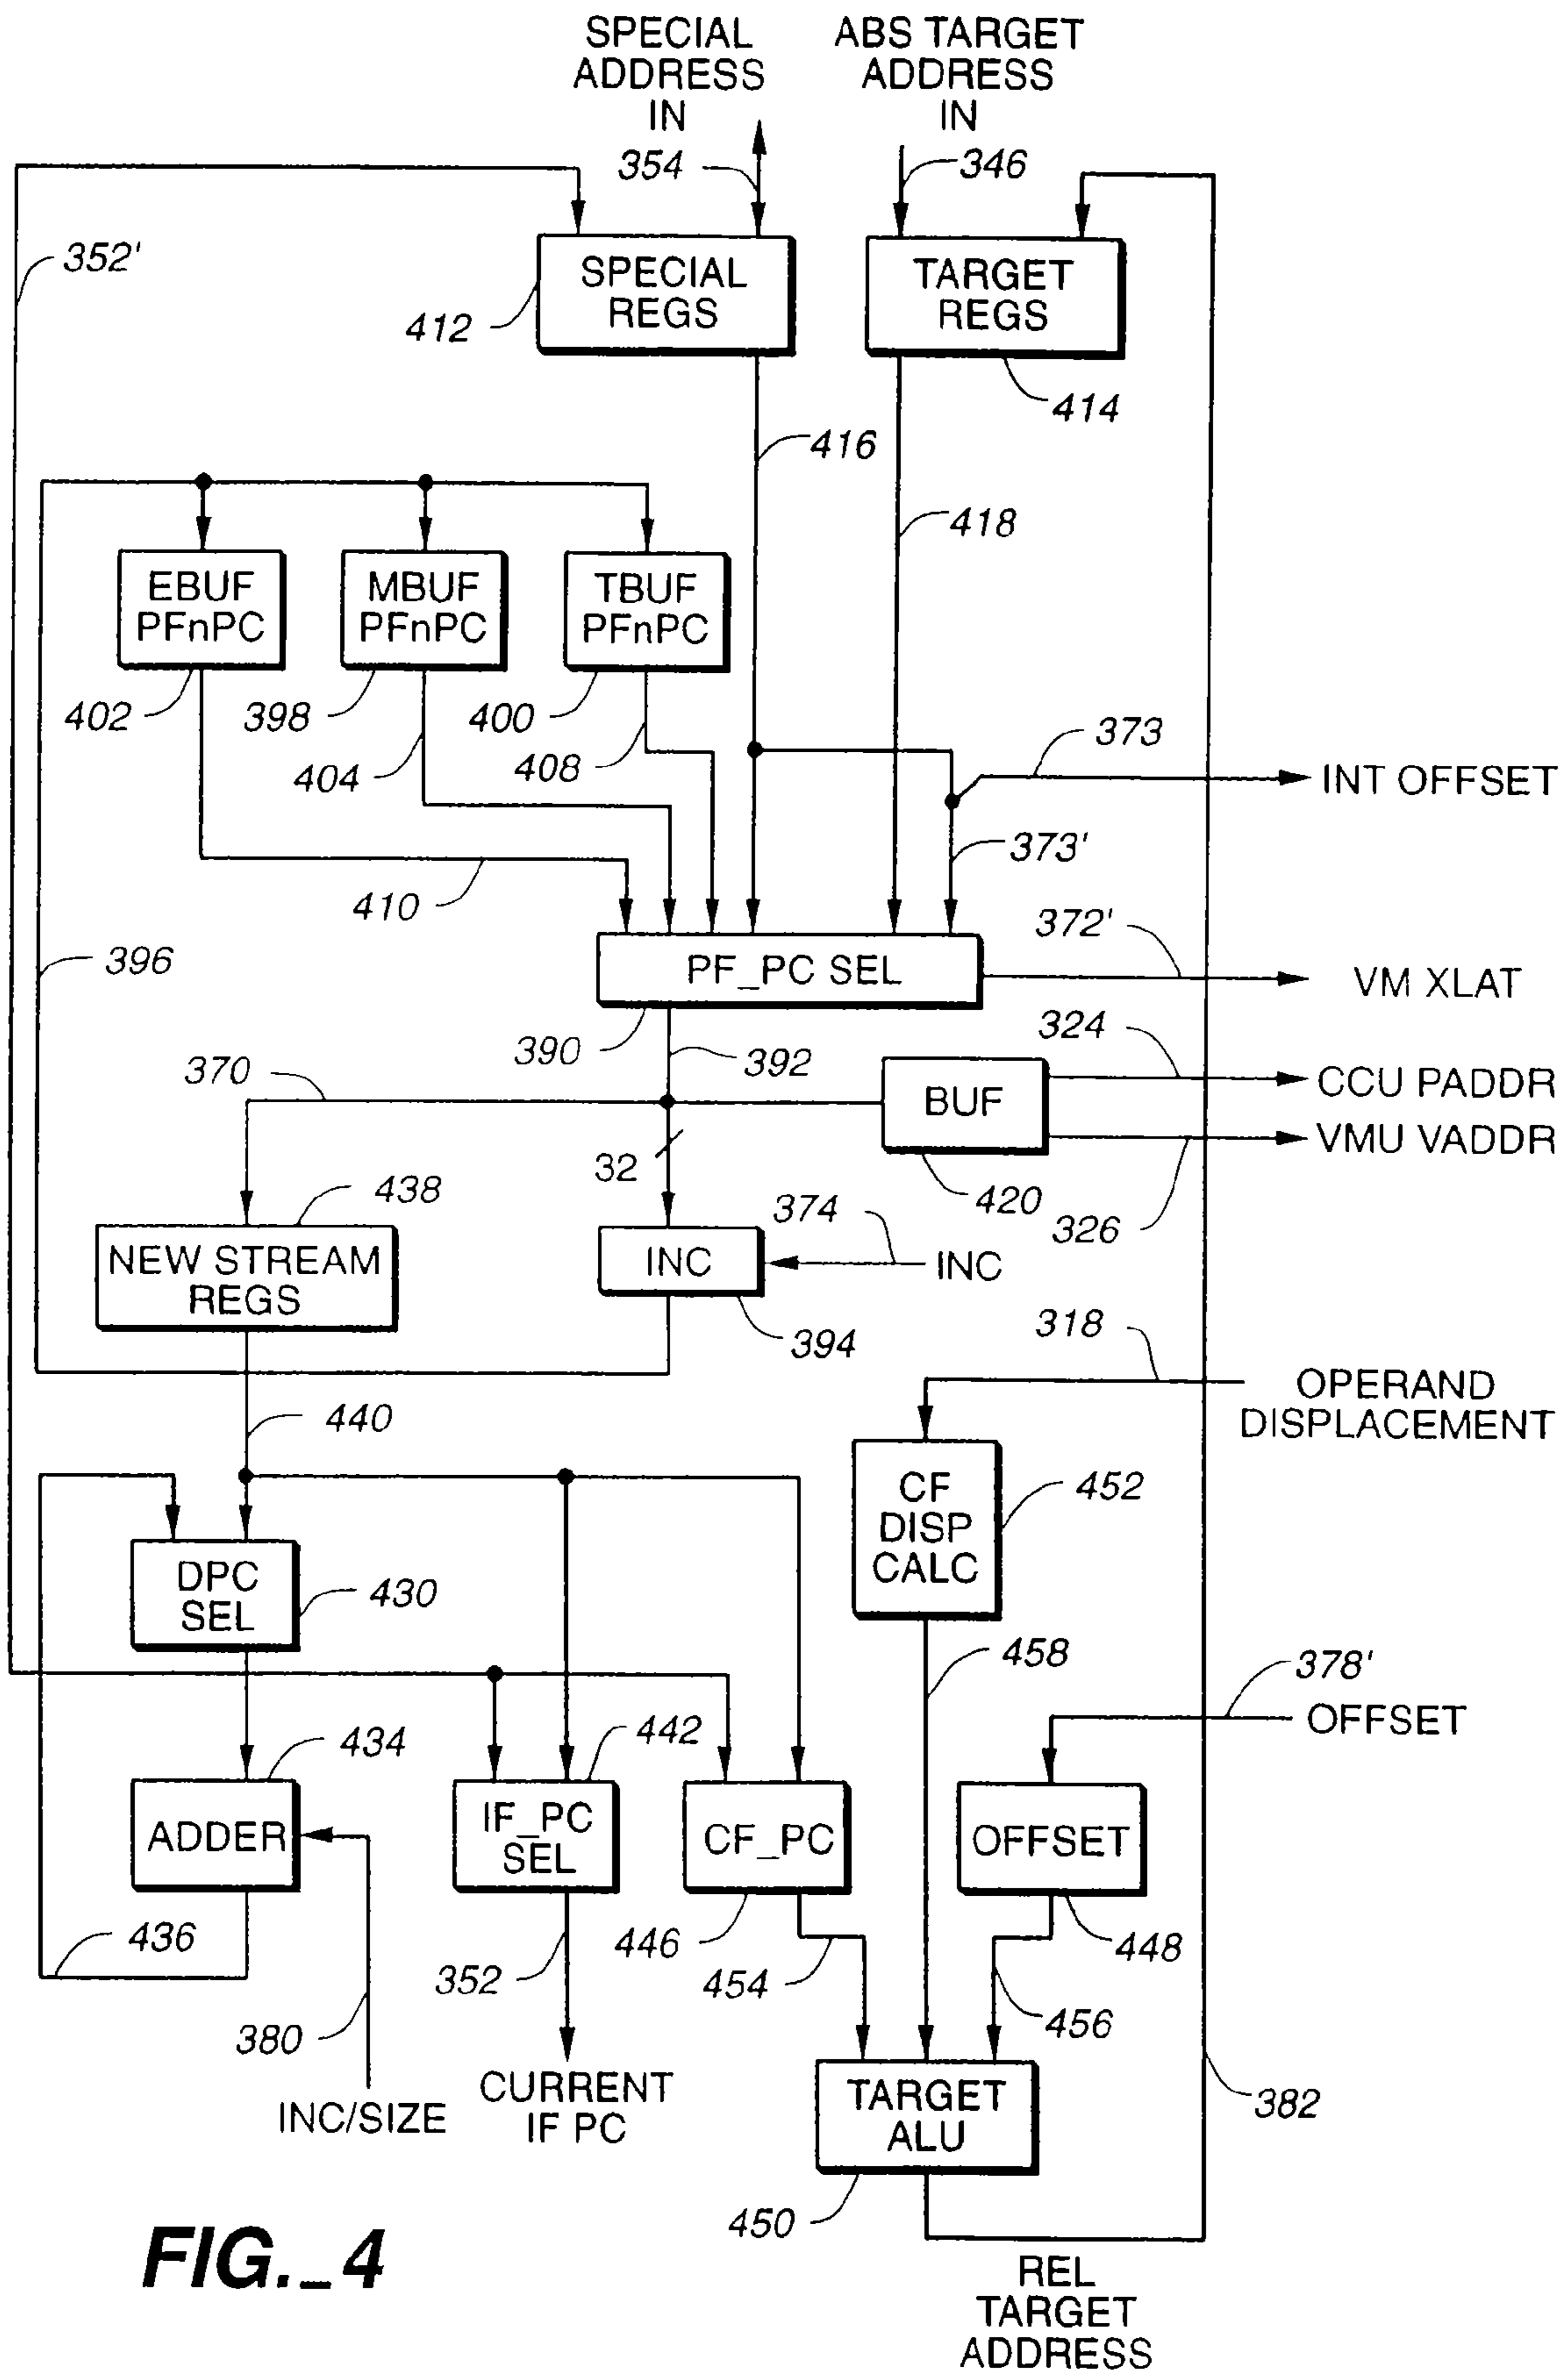 SPECIAL
ADDRESS
IN
354
ABS TARGET
ADDRESS
IN
346
352'
SPECIAL
REGS
412
TARGET
REGS
414
416
418
EBUF
PFnPC
402
MBUF
PFnPC
398
TBUF
PFnPC
400
404
408
410
373
INT OFFSET
373'
396
PF_PC SEL
390
372'
VM XLAT
392
370
BUF
420
324
CCU PADDR
VMU VADDR
326
32
438
NEW STREAM
REGS
INC
394
374
INC
318
OPERAND
DISPLACEMENT
440
CF
DISP
CALC
452
DPC
SEL
430
458
378'
OFFSET
434
ADDER
442
IF_PC
SEL
CF_PC
446
OFFSET
448
436
352
454
456
380
INC/SIZE
CURRENT
IF PC
TARGET
ALU
450
382
REL
TARGET
ADDRESS
FIG._4